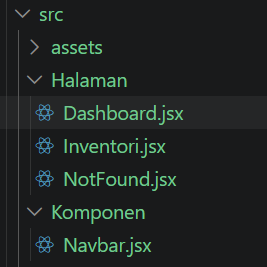 src
assets
Halaman
Dashboard.jsx
Inventori.jsx
NotFound.jsx
Komponen
Navbar.jsx